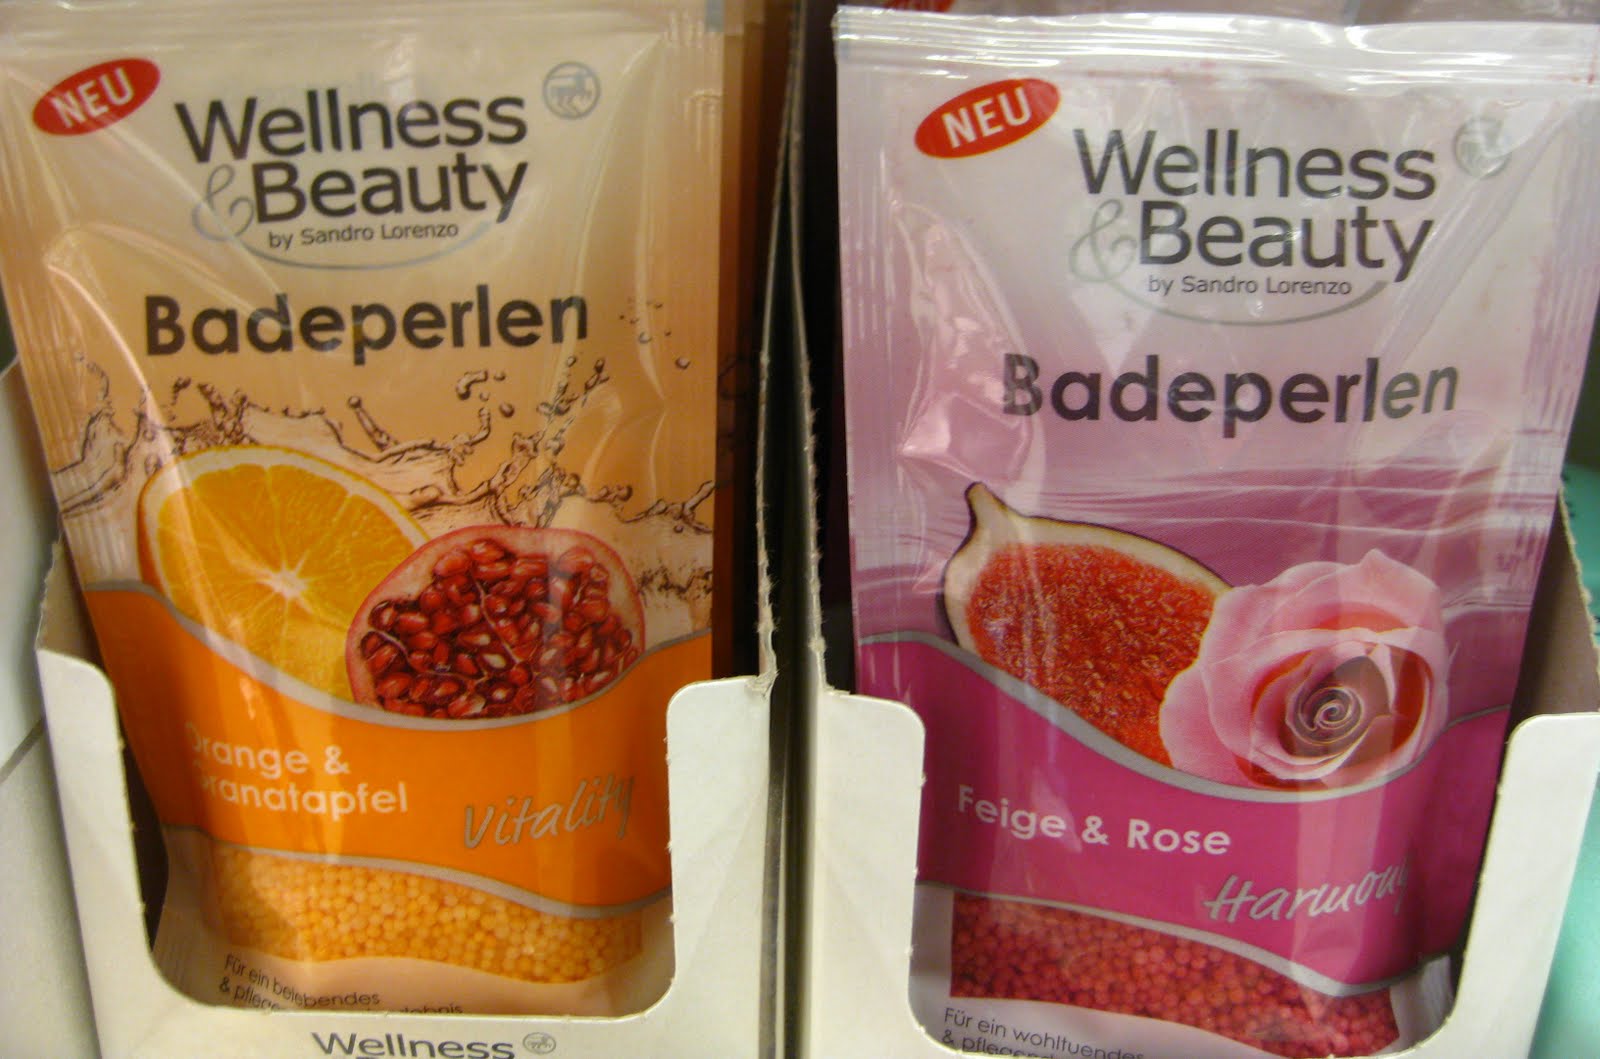 NEU
Wellness
& Beauty
by Sandro Lorenzo
Badeperlen
Orange &
Granatapfel
Vitality
Für ein belebendes
&
Wellness
NEU
Wellness
& Beauty
by Sandro Lorenzo
Badeperlen
Feige & Rose
Harmony
Für ein wohltuendes
&